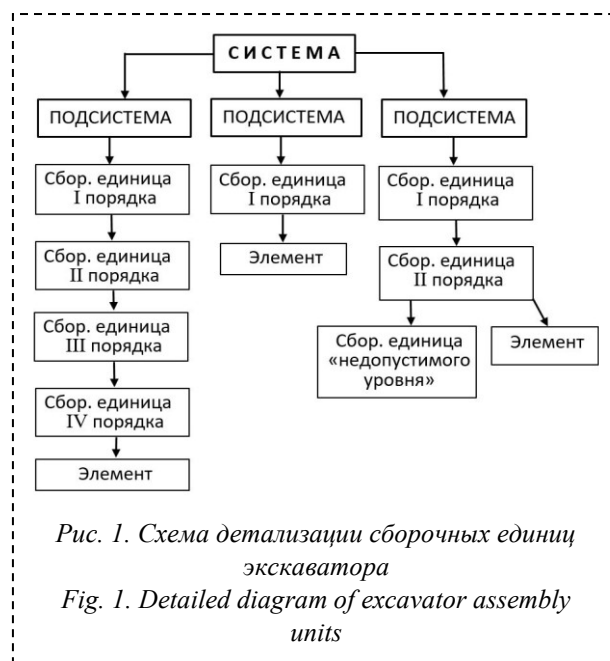 СИСТЕМА
ПОДСИСТЕМА
Сбор. единица
I порядка
Сбор. единица
II порядка
Сбор. единица
III порядка
Сбор. единица
IV порядка
Элемент
ПОДСИСТЕМА
Сбор. единица
I порядка
Элемент
ПОДСИСТЕМА
Сбор. единица
I порядка
Сбор. единица
II порядка
Сбор. единица
«недопустимого
уровня»
Элемент
Рис. 1. Схема детализации сборочных единиц
экскаватора
Fig. 1. Detailed diagram of excavator assembly
units